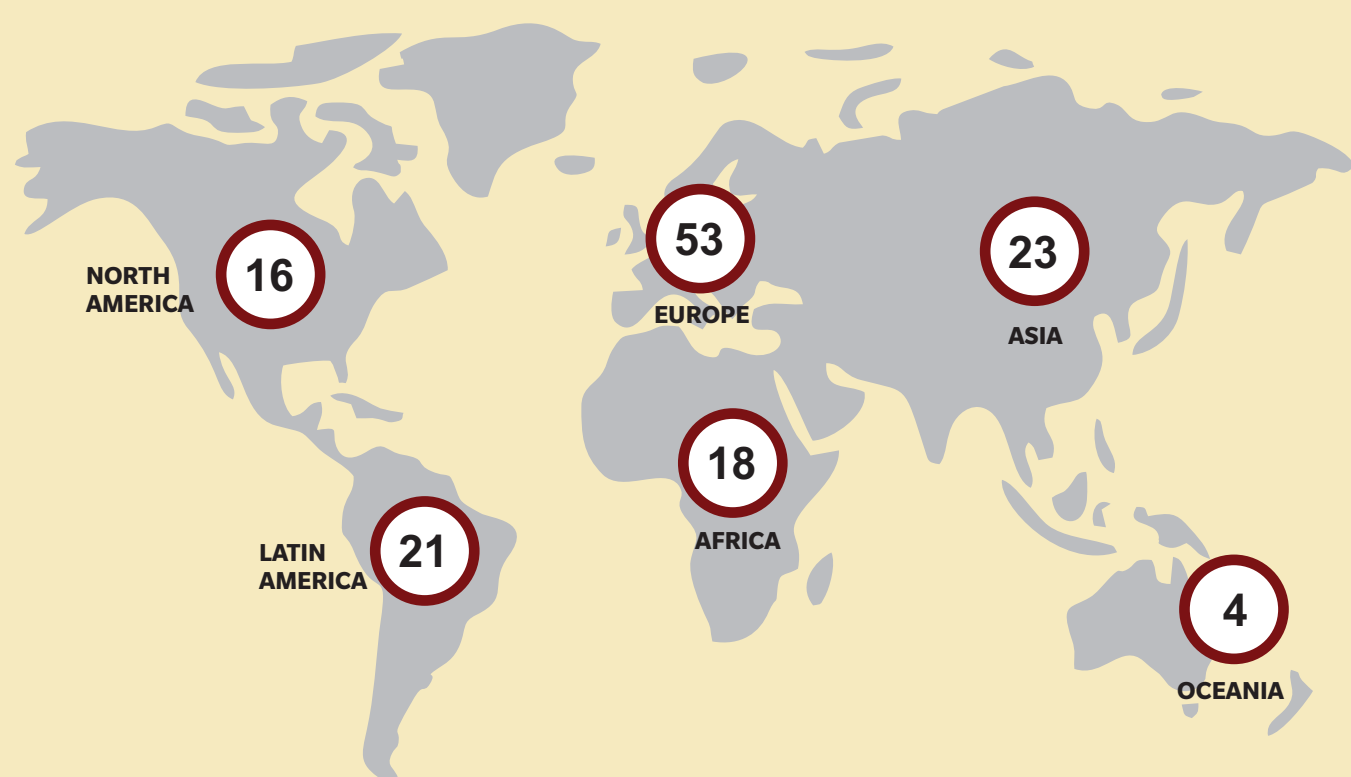 NORTH
AMERICA
16
53
EUROPE
23
ASIA
18
AFRICA
LATIN
AMERICA
21
4
OCEANIA